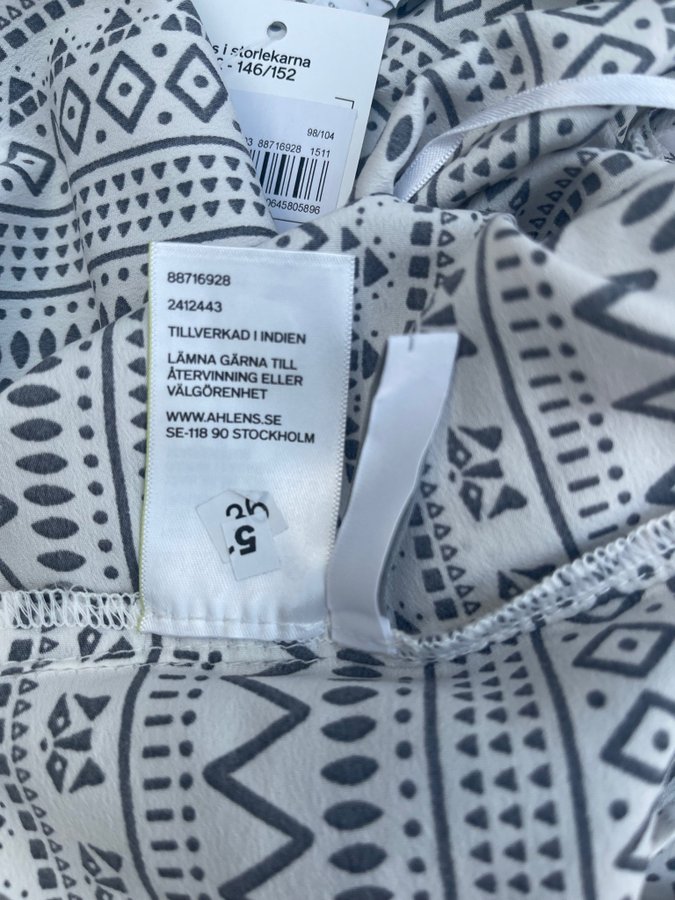 s i storlekarna
- 146/152
98/104
88716928 1511
0645805896
88716928
2412443
TILLVERKAD I INDIEN
LÄMNA GÄRNA TILL
ÅTERVINNING ELLER
VÄLGÖRENHET
WWW.AHLENS.SE
SE-118 90 STOCKHOLM
5